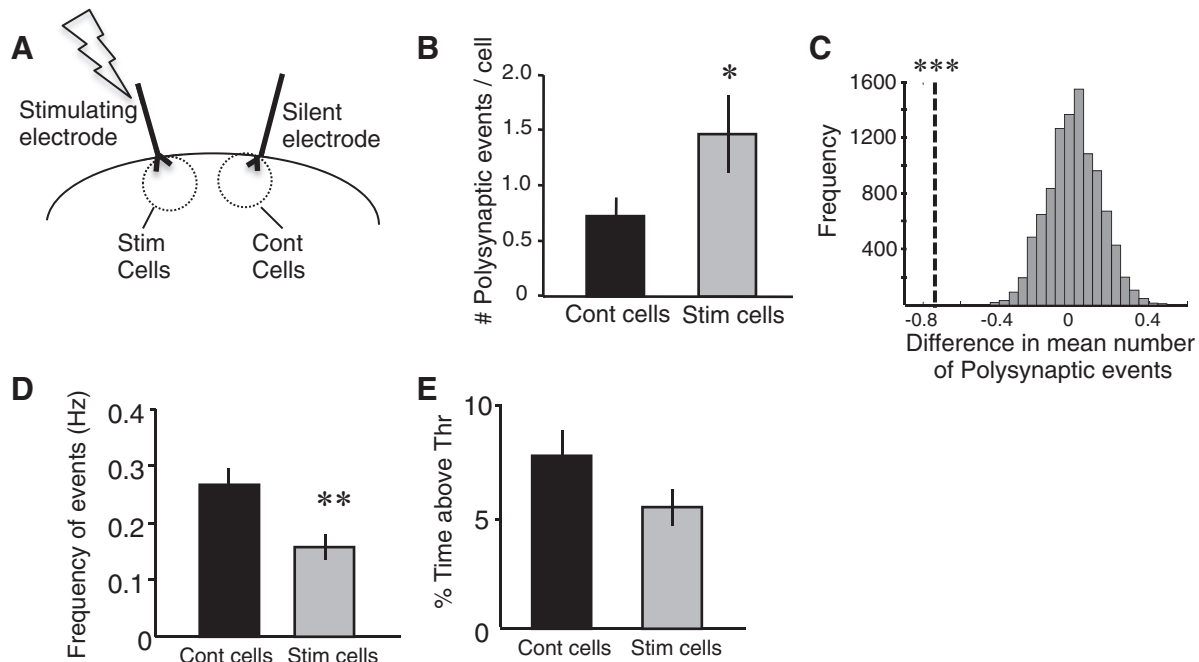 A
Stimulating
electrode
Silent
electrode
Stim
Cells
Cont
Cells
B
# Polysynaptic events / cell
2.0
1.5
1.0
0.5
0
*
Cont cells
Stim cells
C
***
Frequency
1600
1200
800
400
-0.8
-0.4
0
0.4
Difference in mean number
of Polysynaptic events
D
Frequency of events (Hz)
0.4
0.3
0.2
0.1
0
**
Cont cells
Stim cells
E
% Time above Thr
10
5
0
Cont cells
Stim cells